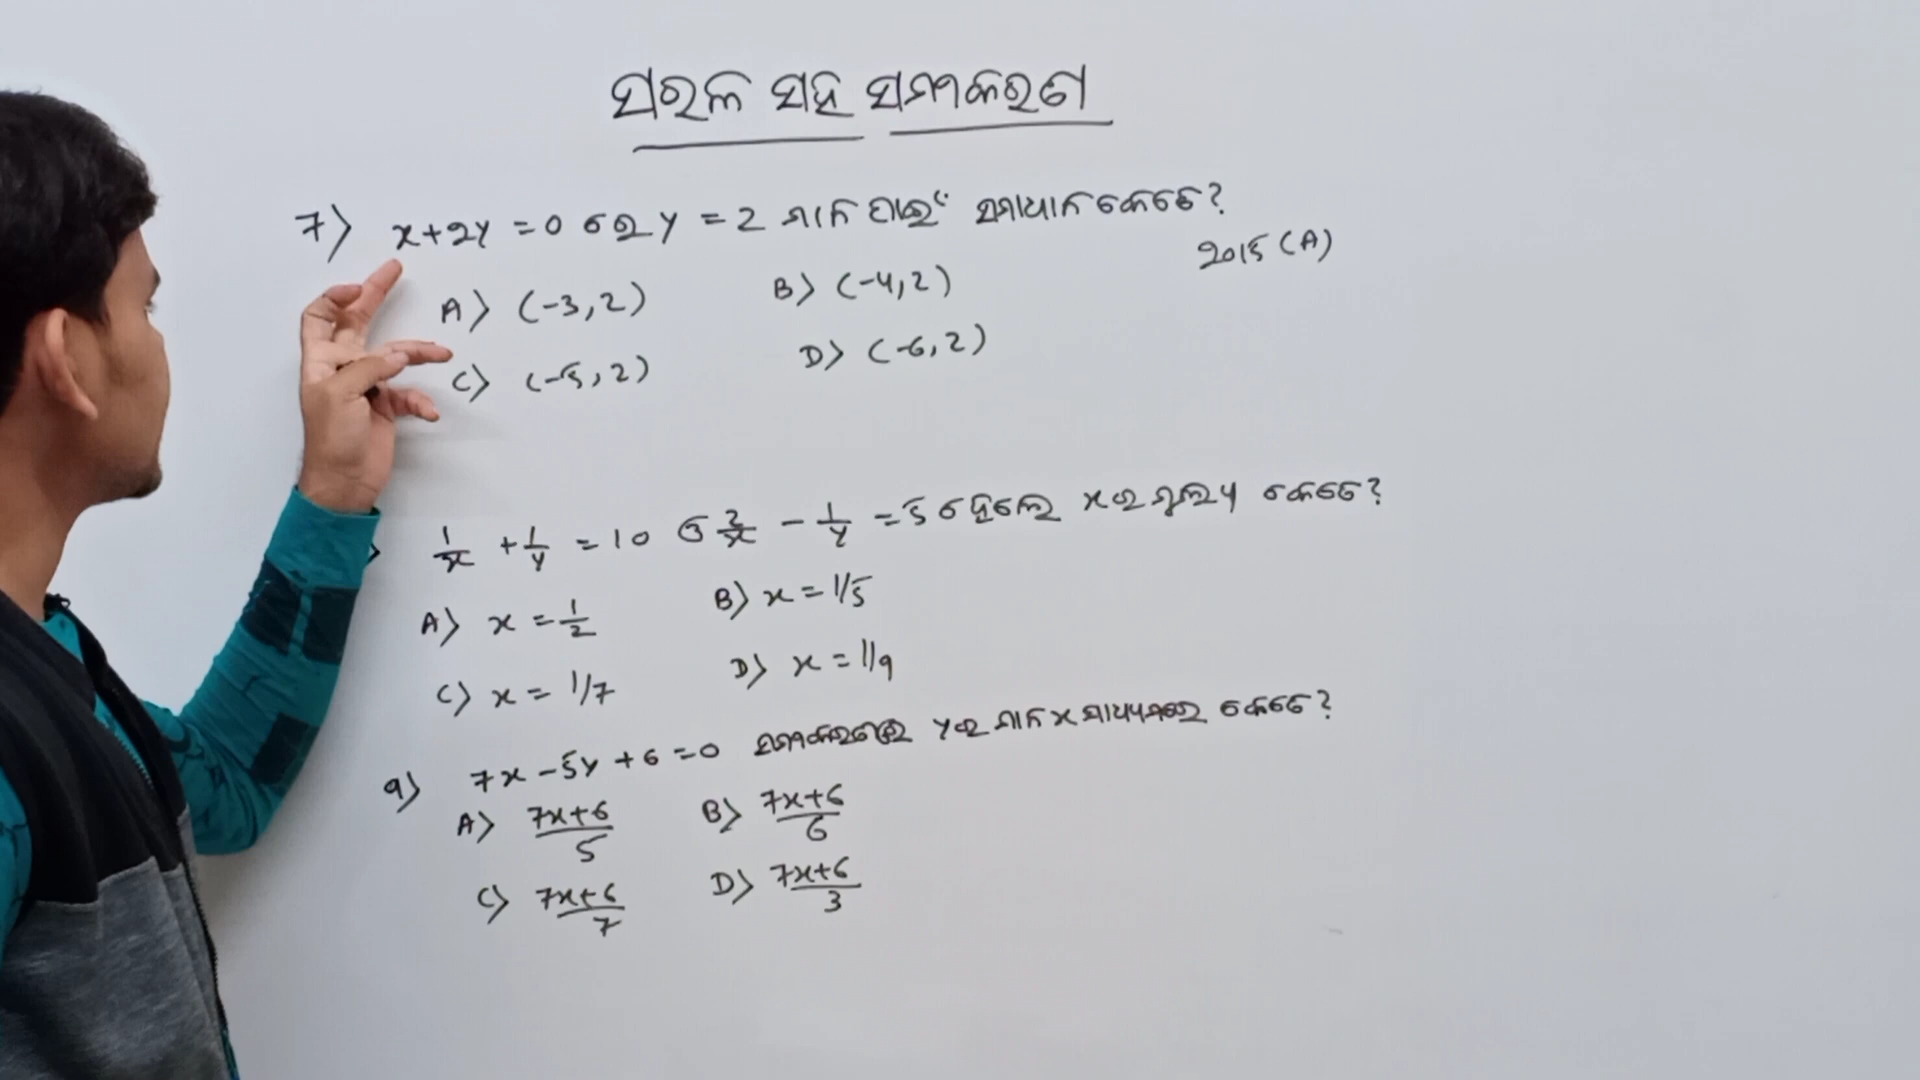 ସରଳ ସହ ସମୀକରଣ
7) x+2y = 0 ରେ y = 2 ମାନ ପାଇଁ ସମାଧାନ କେତେ?
2015 (A)
A) (-3,2) B) (-4,2)
C) (-5,2) D) (-6,2)
1/x + 1/y = 10 ଓ 2/x - 1/y = 5 ହେଲେ x ର ମୂଲ୍ୟ କେତେ?
A) x = 1/2 B) x = 1/5
C) x = 1/7 D) x = 1/9
9) 7x - 5y + 6 = 0 ସମୀକରଣରେ y ର ମାନ x ମାଧ୍ୟମରେ କେତେ?
A) 7x+6/5 B) 7x+6/6
C) 7x+6/7 D) 7x+6/3